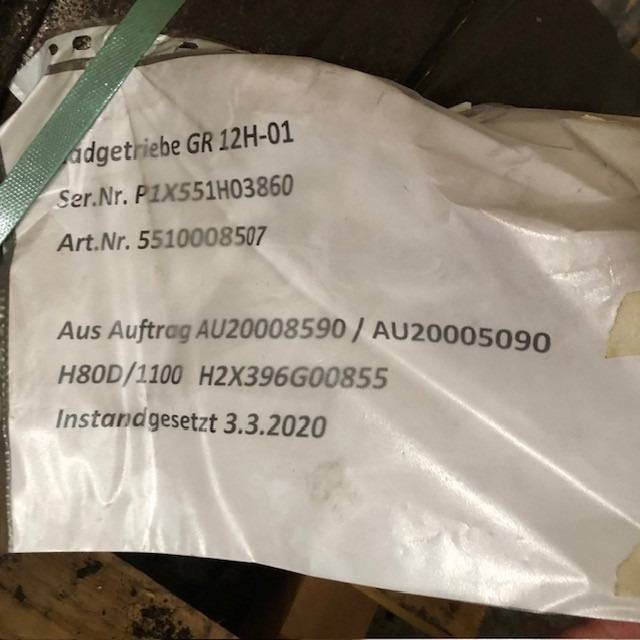 adgetriebe GR 12H-01
Ser.Nr. P1X551H03860
Art.Nr. 5510008507
Aus Auftrag AU20008590 / AU20005090
H80D/1100 H2X396G00855
Instandgesetzt 3.3.2020